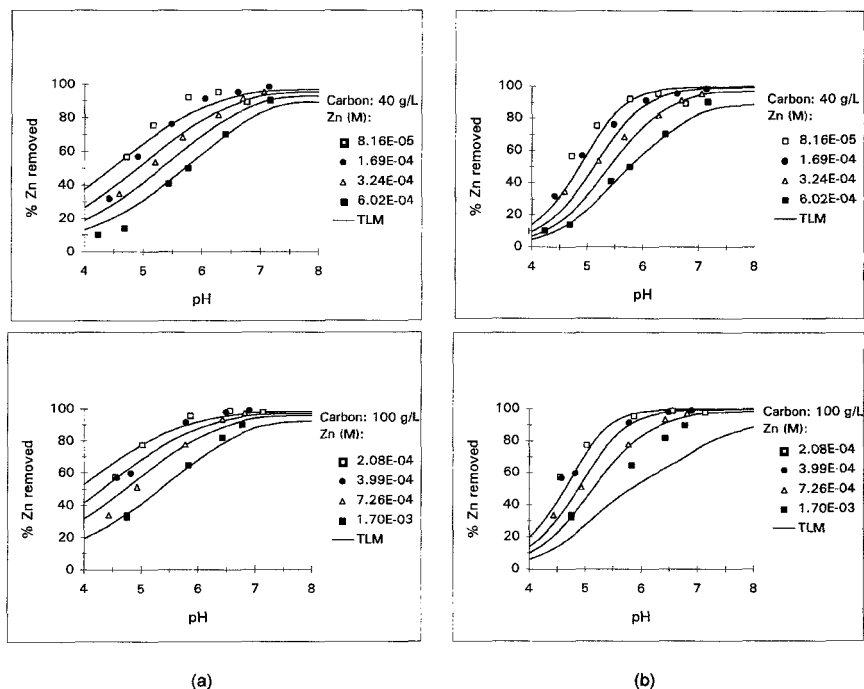 100
80
60
40
20
0
% Zn removed
4 5 6 7 8
pH
Carbon: 40 g/L
Zn (M):
8.16E-05
1.69E-04
3.24E-04
6.02E-04
TLM
100
80
60
40
20
0
% Zn removed
4 5 6 7 8
pH
Carbon: 40 g/L
Zn (M):
8.16E-05
1.69E-04
3.24E-04
6.02E-04
TLM
100
80
60
40
20
0
% Zn removed
4 5 6 7 8
pH
Carbon: 100 g/L
Zn (M):
2.08E-04
3.99E-04
7.26E-04
1.70E-03
TLM
100
80
60
40
20
0
% Zn removed
4 5 6 7 8
pH
Carbon: 100 g/L
Zn (M):
2.08E-04
3.99E-04
7.26E-04
1.70E-03
TLM
(a)
(b)